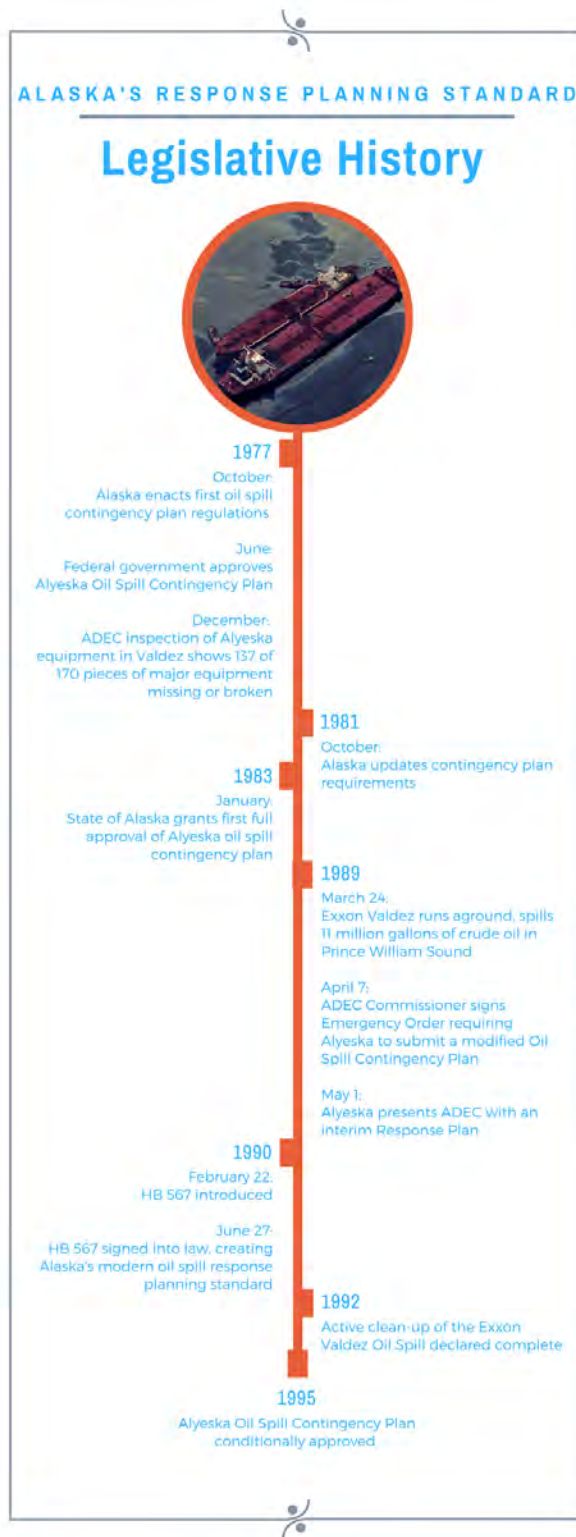 ALASKA'S RESPONSE PLANNING STANDARD
Legislative History
1977
October:
Alaska enacts first oil spill
contingency plan regulations
June:
Federal government approves
Alyeska Oil Spill Contingency Plan
December:
ADEC inspection of Alyeska
equipment in Valdez shows 137 of
170 pieces of major equipment
missing or broken
1981
October:
Alaska updates contingency plan
requirements
1983
January:
State of Alaska grants first full
approval of Alyeska oil spill
contingency plan
1989
March 24:
Exxon Valdez runs aground, spills
11 million gallons of crude oil in
Prince William Sound
April 7:
ADEC Commissioner signs
Emergency Order requiring
Alyeska to submit a modified Oil
Spill Contingency Plan
May 1:
Alyeska presents ADEC with an
interim Response Plan
1990
February 22:
HB 567 introduced
June 27:
HB 567 signed into law, creating
Alaska's modern oil spill response
planning standard
1992
Active clean-up of the Exxon
Valdez Oil Spill declared complete
1995
Alyeska Oil Spill Contingency Plan
conditionally approved